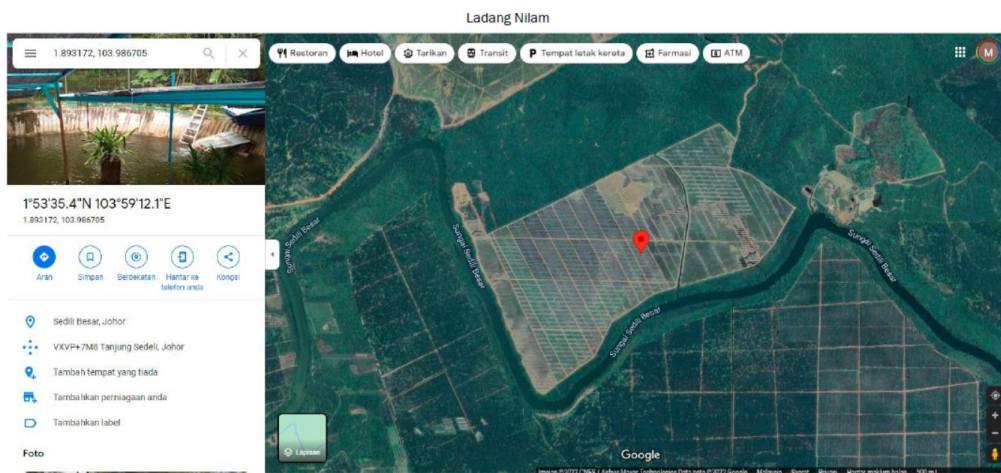 Ladang Nilam
1.893172, 103.986705
Restoran
Hotel
Tarikan
Transit
P Tempat letak kereta
Farmasi
ATM
M
1°53'35.4"N 103°59'12.1"E
1.893172, 103.986705
Arah
Simpan
Berdekatan
Hantar ke
telefon anda
Kongsi
Sedili Besar, Johor
VXVP+7M8 Tanjung Sedeli, Johor
Tambah tempat yang tiada
Tambahkan perniagaan anda
Tambahkan label
Foto
Sungai Sedili Besar
Sungai Sedili Besar
Sungai Sedili Besar
Sungai Sedili Besar
Lapisan
Google